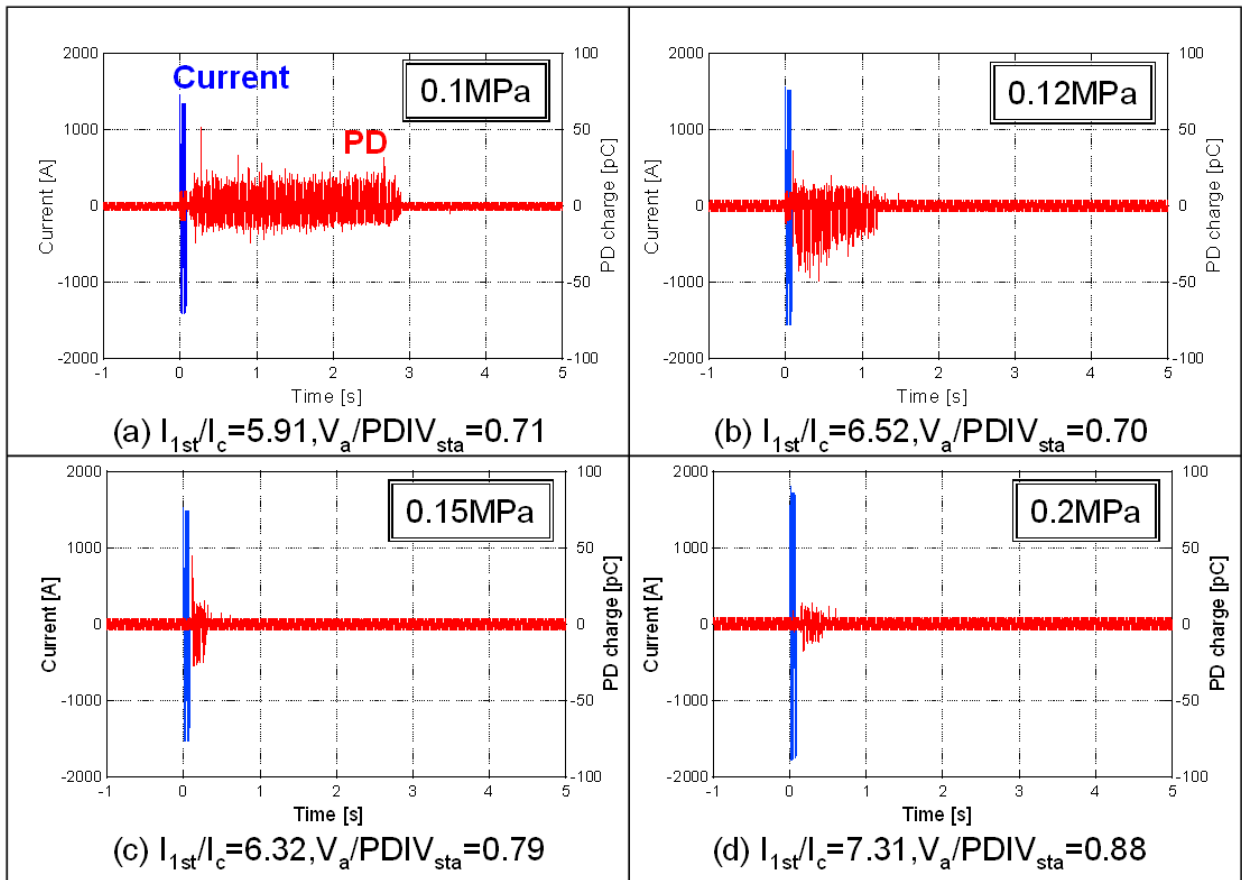 2000
1000
0
-1000
-2000
Current [A]
Current
PD
0.1MPa
100
50
0
-50
-100
PD charge [pC]
-1 0 1 2 3 4 5
Time [s]
(a) I1st/Ic=5.91,Va/PDIVsta=0.71
2000
1000
0
-1000
-2000
Current [A]
0.12MPa
100
50
0
-50
-100
PD charge [pC]
-1 0 1 2 3 4 5
Time [s]
(b) I1st/Ic=6.52,Va/PDIVsta=0.70
2000
1000
0
-1000
-2000
Current [A]
0.15MPa
100
50
0
-50
-100
PD charge [pC]
-1 0 1 2 3 4 5
Time [s]
(c) I1st/Ic=6.32,Va/PDIVsta=0.79
2000
1000
0
-1000
-2000
Current [A]
0.2MPa
100
50
0
-50
-100
PD charge [pC]
-1 0 1 2 3 4 5
Time [s]
(d) I1st/Ic=7.31,Va/PDIVsta=0.88